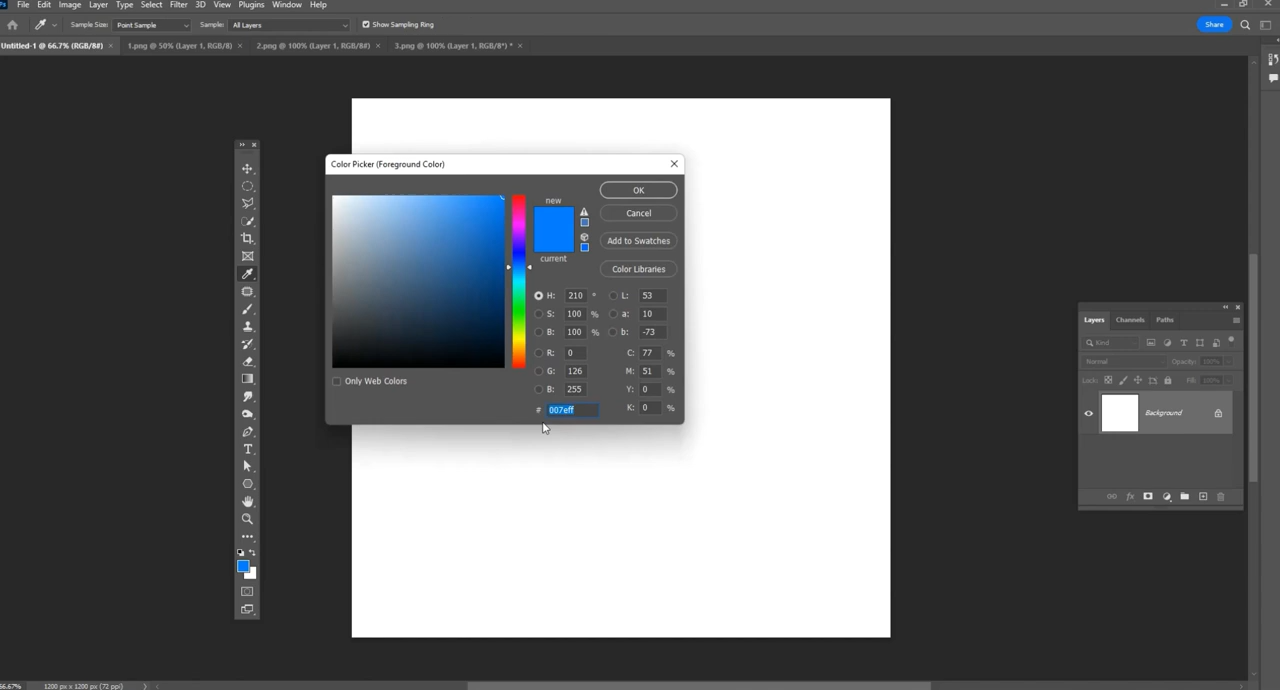 Ps File Edit Image Layer Type Select Filter 3D View Plugins Window Help
Sample Size: Point Sample Sample: All Layers Show Sampling Ring Share
Untitled-1 @ 66.7% (RGB/8#) × 1.png @ 50% (Layer 1, RGB/8) × 2.png @ 100% (Layer 1, RGB/8#) × 3.png @ 100% (Layer 1, RGB/8*) * ×
Color Picker (Foreground Color)
new
current
OK
Cancel
Add to Swatches
Color Libraries
H: 210 ° L: 53
S: 100 % a: 10
B: 100 % b: -73
R: 0 C: 77 %
G: 126 M: 51 %
B: 255 Y: 0 %
# 007eff K: 0 %
Only Web Colors
Layers Channels Paths
Kind
Normal Opacity: 100%
Lock: Fill: 100%
Background
66.67% 1200 px x 1200 px (72 ppi)